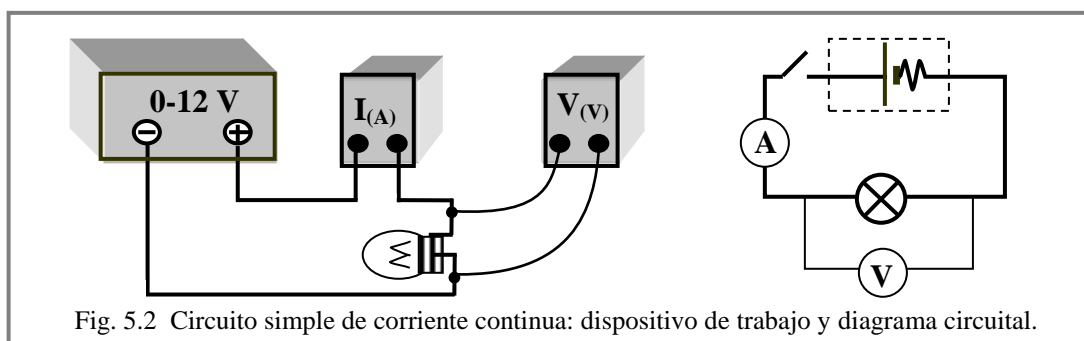 0-12 V
I(A)
V(V)
A
V
Fig. 5.2 Circuito simple de corriente continua: dispositivo de trabajo y diagrama circuital.